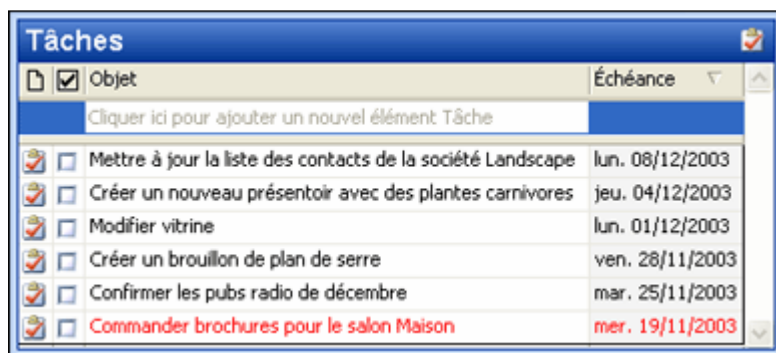 Tâches
Objet Échéance
Cliquer ici pour ajouter un nouvel élément Tâche
Mettre à jour la liste des contacts de la société Landscape lun. 08/12/2003
Créer un nouveau présentoir avec des plantes carnivores jeu. 04/12/2003
Modifier vitrine lun. 01/12/2003
Créer un brouillon de plan de serre ven. 28/11/2003
Confirmer les pubs radio de décembre mar. 25/11/2003
Commander brochures pour le salon Maison mer. 19/11/2003